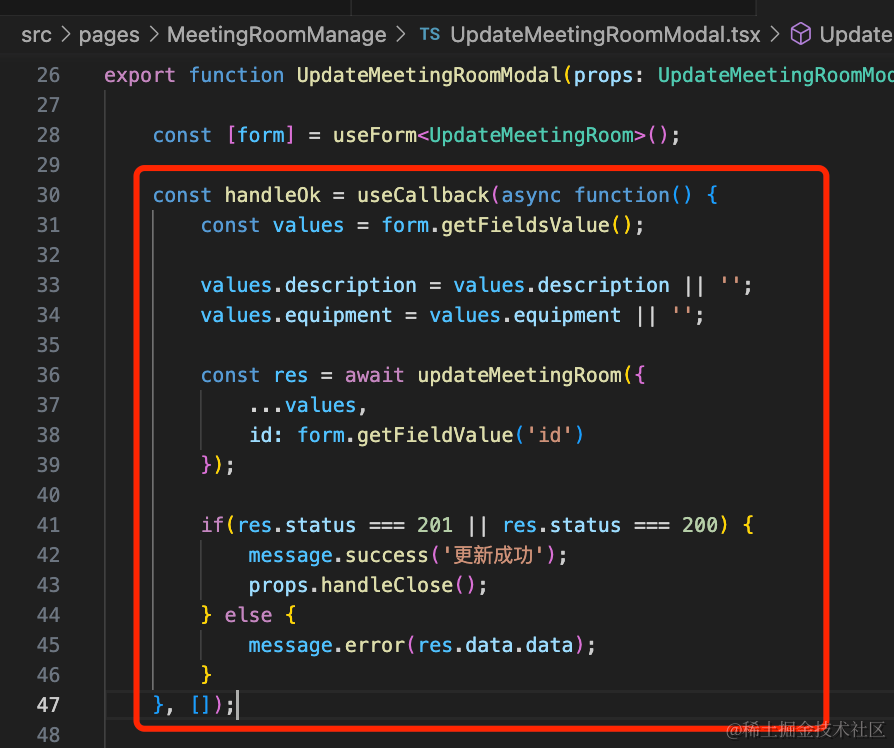 src > pages > MeetingRoomManage > TS UpdateMeetingRoomModal.tsx > Update
26 export function UpdateMeetingRoomModal(props: UpdateMeetingRoomMod
27
28 const [form] = useForm<UpdateMeetingRoom>();
29
30 const handleOk = useCallback(async function() {
31 const values = form.getFieldsValue();
32
33 values.description = values.description || '';
34 values.equipment = values.equipment || '';
35
36 const res = await updateMeetingRoom({
37 ...values,
38 id: form.getFieldValue('id')
39 });
40
41 if(res.status === 201 || res.status === 200) {
42 message.success('更新成功');
43 props.handleClose();
44 } else {
45 message.error(res.data.data);
46 }
47 }, []);
48
@稀土掘金技术社区